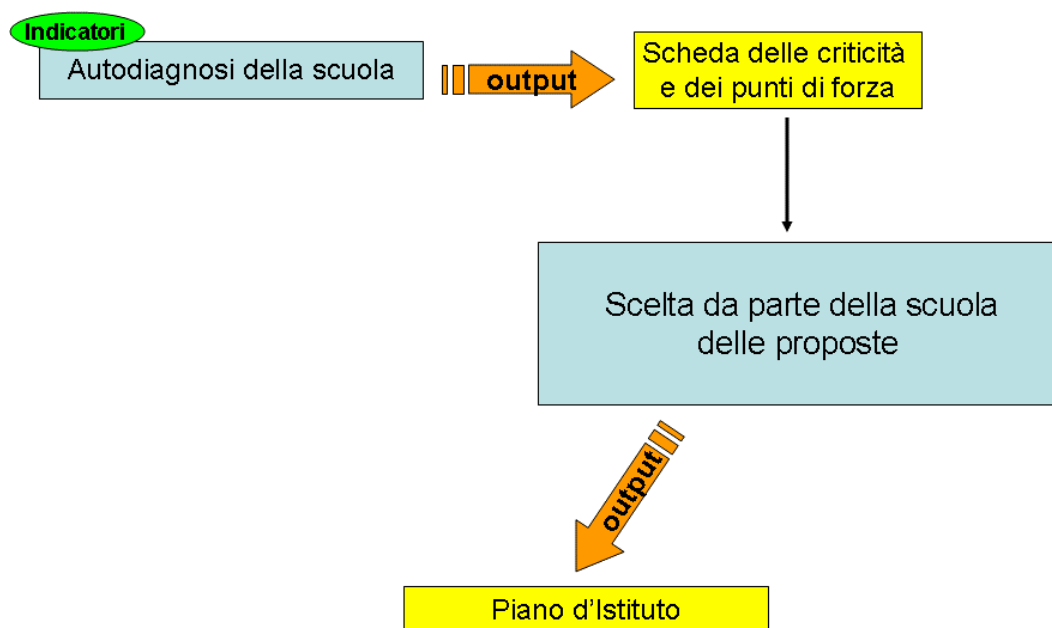 Indicatori
Autodiagnosi della scuola
output
Scheda delle criticità
e dei punti di forza
Scelta da parte della scuola
delle proposte
output
Piano d'Istituto